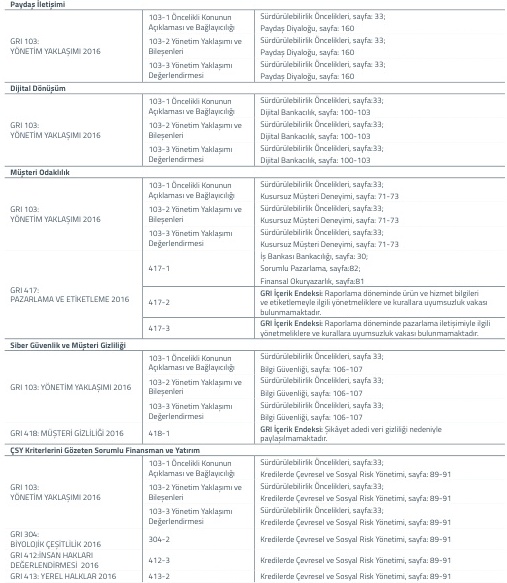 Paydaş İletişimi
GRI 103:
YÖNETİM YAKLAŞIMI 2016
103-1 Öncelikli Konunun
Açıklaması ve Bağlayıcılığı
Sürdürülebilirlik Öncelikleri, sayfa: 33;
Paydaş Diyaloğu, sayfa: 160
103-2 Yönetim Yaklaşımı ve
Bileşenleri
Sürdürülebilirlik Öncelikleri, sayfa: 33;
Paydaş Diyaloğu, sayfa: 160
103-3 Yönetim Yaklaşımı
Değerlendirmesi
Sürdürülebilirlik Öncelikleri, sayfa: 33;
Paydaş Diyaloğu, sayfa: 160
Dijital Dönüşüm
GRI 103:
YÖNETİM YAKLAŞIMI 2016
103-1 Öncelikli Konunun
Açıklaması ve Bağlayıcılığı
Sürdürülebilirlik Öncelikleri, sayfa:33;
Dijital Bankacılık, sayfa: 100-103
103-2 Yönetim Yaklaşımı ve
Bileşenleri
Sürdürülebilirlik Öncelikleri, sayfa:33;
Dijital Bankacılık, sayfa: 100-103
103-3 Yönetim Yaklaşımı
Değerlendirmesi
Sürdürülebilirlik Öncelikleri, sayfa:33;
Dijital Bankacılık, sayfa: 100-103
Müşteri Odaklılık
GRI 103:
YÖNETİM YAKLAŞIMI 2016
103-1 Öncelikli Konunun
Açıklaması ve Bağlayıcılığı
Sürdürülebilirlik Öncelikleri, sayfa:33;
Kusursuz Müşteri Deneyimi, sayfa: 71-73
103-2 Yönetim Yaklaşımı ve
Bileşenleri
Sürdürülebilirlik Öncelikleri, sayfa:33;
Kusursuz Müşteri Deneyimi, sayfa: 71-73
103-3 Yönetim Yaklaşımı
Değerlendirmesi
Sürdürülebilirlik Öncelikleri, sayfa:33;
Kusursuz Müşteri Deneyimi, sayfa: 71-73
GRI 417:
PAZARLAMA VE ETİKETLEME 2016
417-1
İş Bankası Bankacılığı, sayfa: 30;
Sorumlu Pazarlama, sayfa:82;
Finansal Okuryazarlık, sayfa:81
417-2
GRI İçerik Endeksi: Raporlama döneminde ürün ve hizmet bilgileri
ve etiketlemeyle ilgili yönetmeliklere ve kurallara uyumsuzluk vakası
bulunmamaktadır.
417-3
GRI İçerik Endeksi: Raporlama döneminde pazarlama iletişimiyle ilgili
yönetmeliklere ve kurallara uyumsuzluk vakası bulunmamaktadır.
Siber Güvenlik ve Müşteri Gizliliği
GRI 103: YÖNETİM YAKLAŞIMI 2016
103-1 Öncelikli Konunun
Açıklaması ve Bağlayıcılığı
Sürdürülebilirlik Öncelikleri, sayfa 33;
Bilgi Güvenliği, sayfa: 106-107
103-2 Yönetim Yaklaşımı ve
Bileşenleri
Sürdürülebilirlik Öncelikleri, sayfa 33;
Bilgi Güvenliği, sayfa: 106-107
103-3 Yönetim Yaklaşımı
Değerlendirmesi
Sürdürülebilirlik Öncelikleri, sayfa 33;
Bilgi Güvenliği, sayfa: 106-107
GRI 418: MÜŞTERİ GİZLİLİĞİ 2016
418-1
GRI İçerik Endeksi: Şikâyet adedi veri gizliliği nedeniyle
paylaşılmamaktadır.
ÇSY Kriterlerini Gözeten Sorumlu Finansman ve Yatırım
GRI 103:
YÖNETİM YAKLAŞIMI 2016
103-1 Öncelikli Konunun
Açıklaması ve Bağlayıcılığı
Sürdürülebilirlik Öncelikleri, sayfa:33;
Kredilerde Çevresel ve Sosyal Risk Yönetimi, sayfa: 89-91
103-2 Yönetim Yaklaşımı ve
Bileşenleri
Sürdürülebilirlik Öncelikleri, sayfa:33;
Kredilerde Çevresel ve Sosyal Risk Yönetimi, sayfa: 89-91
103-3 Yönetim Yaklaşımı
Değerlendirmesi
Sürdürülebilirlik Öncelikleri, sayfa:33;
Kredilerde Çevresel ve Sosyal Risk Yönetimi, sayfa: 89-91
GRI 304:
BİYOLOJİK ÇEŞİTLİLİK 2016
304-2
Kredilerde Çevresel ve Sosyal Risk Yönetimi, sayfa: 89-91
GRI 412:İNSAN HAKLARI
DEĞERLENDİRMESİ 2016
412-3
Kredilerde Çevresel ve Sosyal Risk Yönetimi, sayfa: 89-91
GRI 413: YEREL HALKLAR 2016
413-2
Kredilerde Çevresel ve Sosyal Risk Yönetimi, sayfa: 89-91